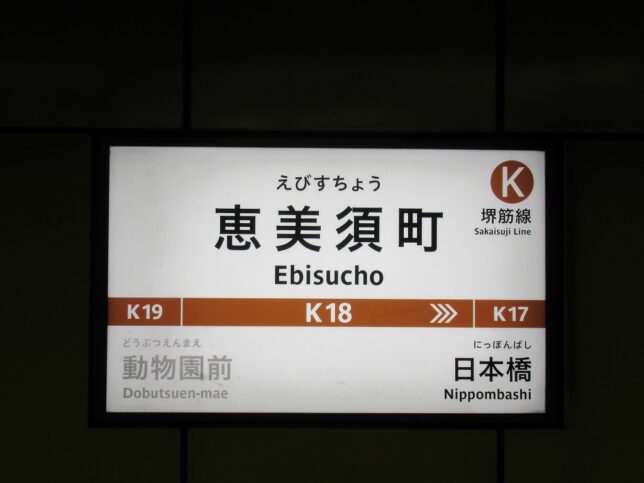 えびすちょう
恵美須町
Ebisucho
K
堺筋線
Sakaisuji Line
K19
K18
K17
どうぶつえんまえ
動物園前
Dobutsuen-mae
にっぽんばし
日本橋
Nippombashi